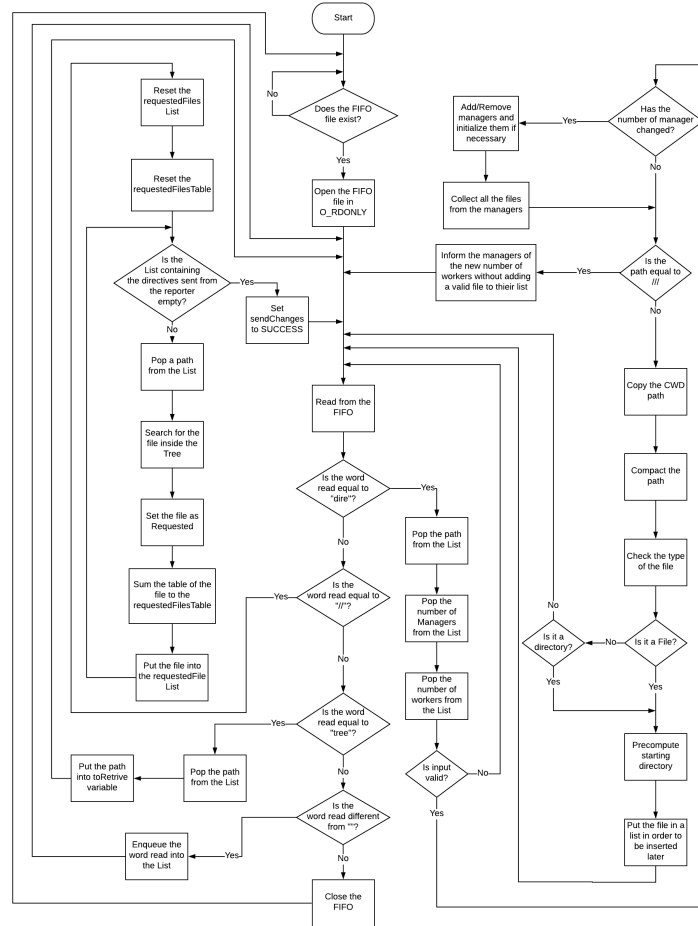 Start
No
Does the FIFO
file exist?
Yes
Open the FIFO
file in
O_RDONLY
Reset the
requestedFiles
List
Reset the
requestedFilesTable
Is the
List containing
the directives sent from
the reporter
empty?
Yes
Set
sendChanges
to SUCCESS
No
Pop a path
from the List
Search for the
file inside the
Tree
Set the file as
Requested
Sum the table of the
file to the
requestedFilesTable
Put the file into
the requestedFile
List
Read from the
FIFO
Is the word
read equal to
"dire"?
Yes
No
Is the
word read equal to
"//"?
Yes
No
Is the word
read equal to
"tree"?
Yes
Pop the path
from the List
Put the path
into toRetrive
variable
No
Is the
word read different
from ""?
Yes
Enqueue the
word read into
the List
No
Close the
FIFO
Pop the path
from the List
Pop the
number of
Managers
from the List
Pop the
number of
workers from
the List
Is input
valid?
No
Yes
Has the
number of manager
changed?
Yes
Add/Remove
managers and
initialize them if
necessary
Collect all the files
from the managers
No
Is the
path equal to
///
Yes
Inform the managers of
the new number of
workers without adding
a valid file to thieir list
No
Copy the CWD
path
Compact the
path
Check the type
of the file
Is it a File?
No
Is it a
directory?
No
Yes
Yes
Precompute
starting
directory
Put the file in a
list in order to
be inserted
later